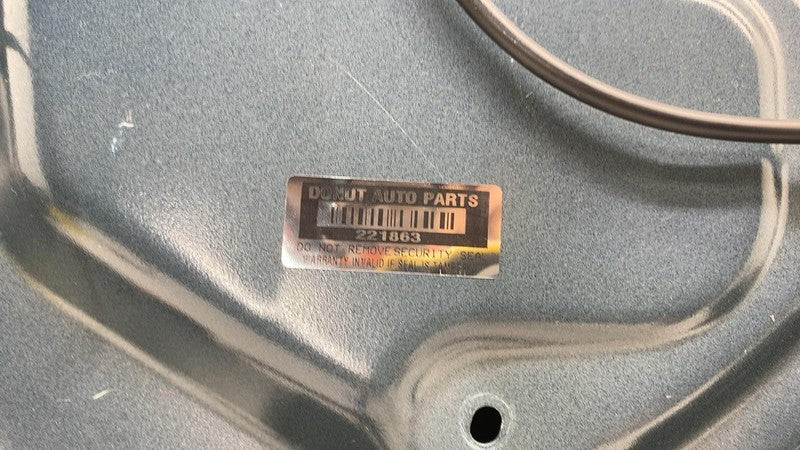 DONUT AUTO PARTS
221863
DO NOT REMOVE SECURITY SEAL
WARRANTY INVALID IF SEAL IS